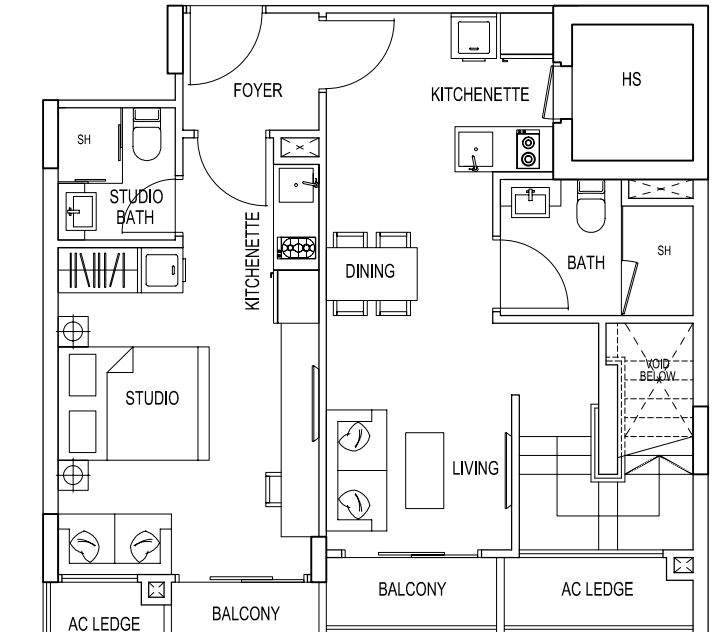 FOYER
KITCHENETTE
HS
SH
STUDIO
BATH
KITCHENETTE
DINING
BATH
SH
VOID
BELOW
STUDIO
LIVING
BALCONY
AC LEDGE
AC LEDGE
BALCONY